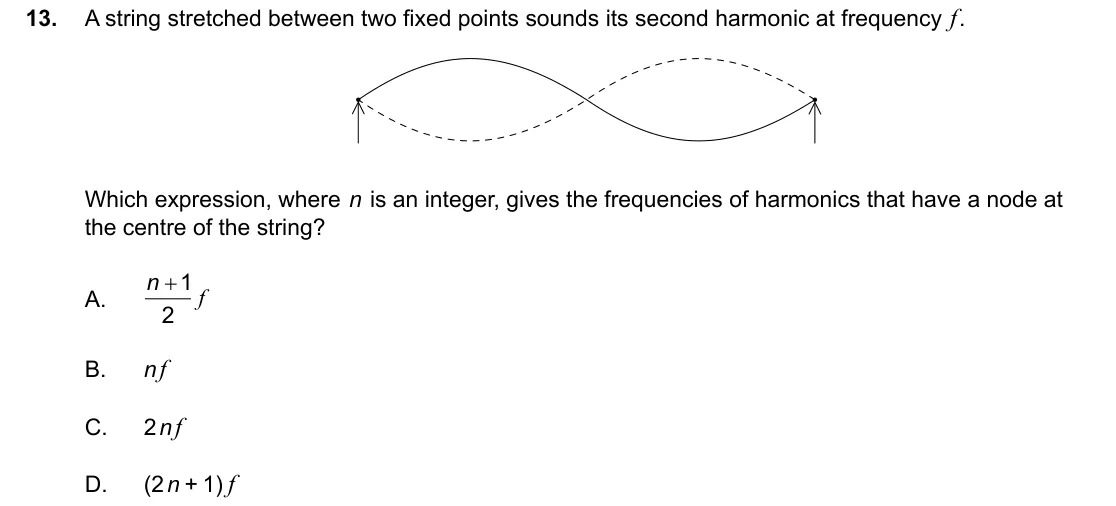 13. A string stretched between two fixed points sounds its second harmonic at frequency f.
Which expression, where n is an integer, gives the frequencies of harmonics that have a node at
the centre of the string?
A. \frac{n+1}{2} f
B. nf
C. 2nf
D. (2n+1)f